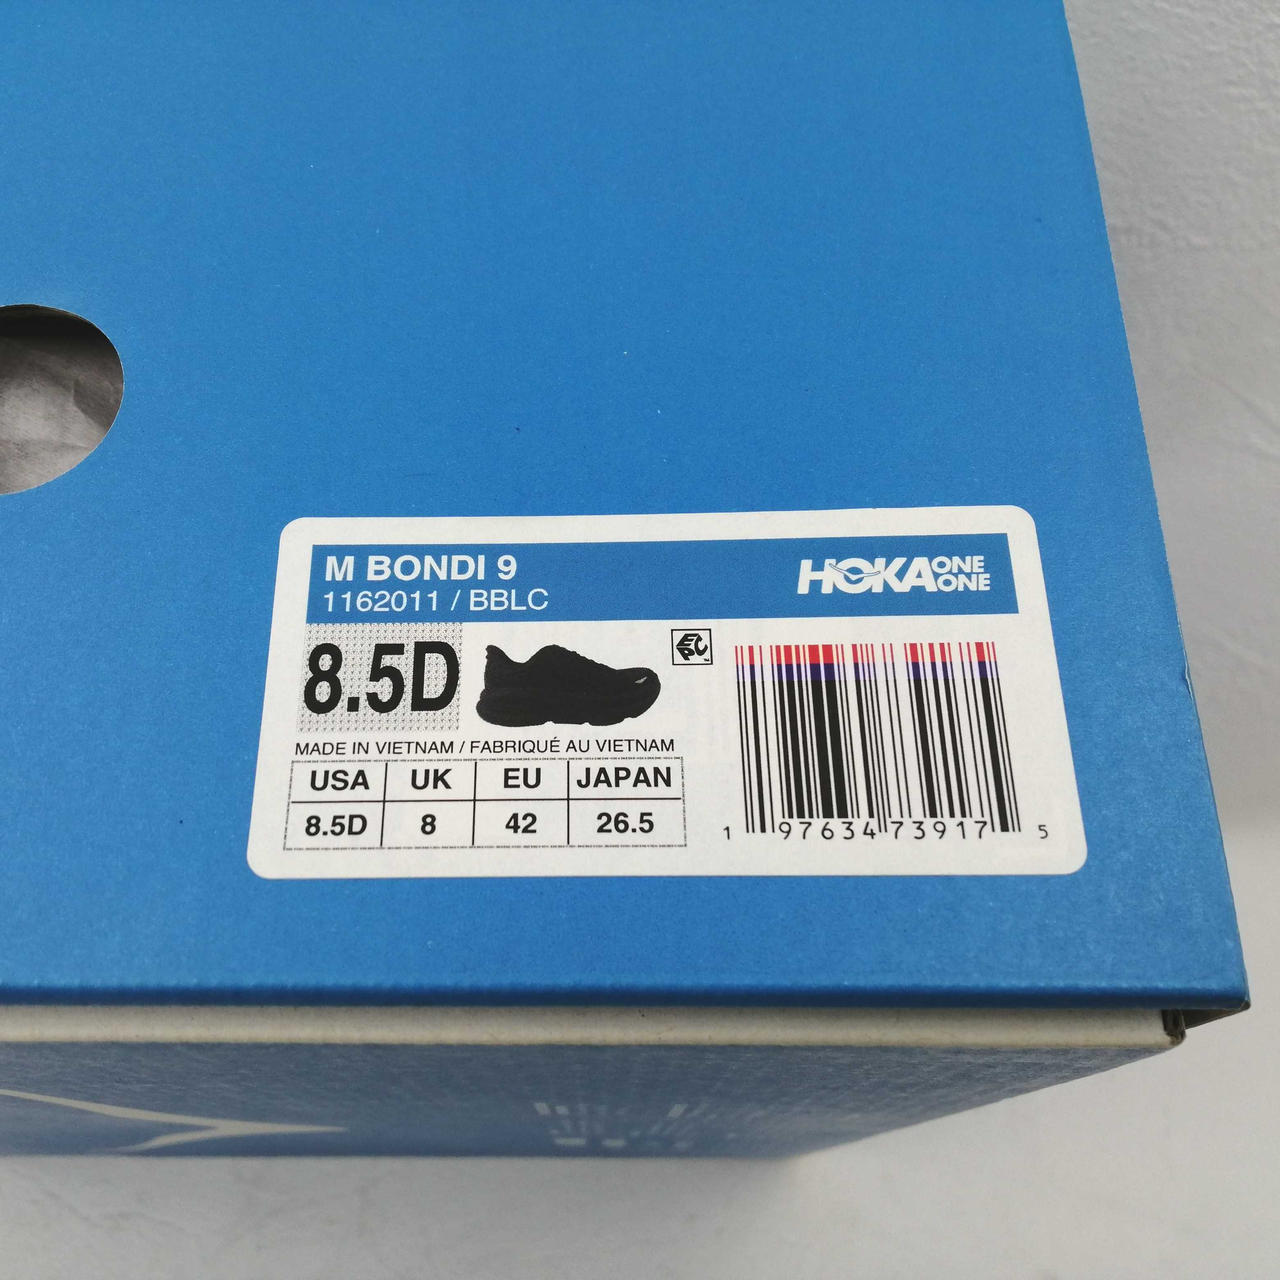 M BONDI 9
1162011 / BBLC
HOKA ONE ONE
8.5D
EPC
MADE IN VIETNAM / FABRIQUÉ AU VIETNAM
USA UK EU JAPAN
8.5D 8 42 26.5
1 97634 73917 5